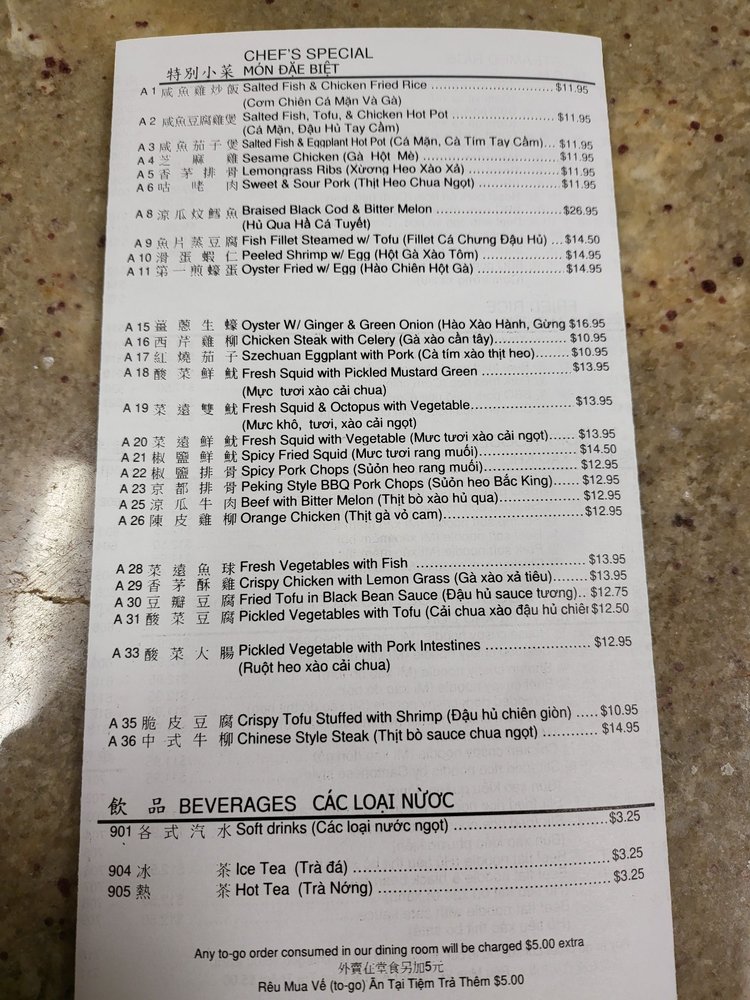 CHEF'S SPECIAL
特別小菜 MÓN ĐẶC BIỆT
A 1 咸魚雞炒飯 Salted Fish & Chicken Fried Rice ................................ $11.95
(Cơm Chiên Cá Mặn Và Gà)
A 2 咸魚豆腐雞煲 Salted Fish, Tofu, & Chicken Hot Pot ........................... $11.95
(Cá Mặn, Đậu Hủ Tay Cầm)
A 3 咸魚茄子煲 Salted Fish & Eggplant Hot Pot (Cá Mặn, Cà Tím Tay Cầm)... $11.95
A 4 芝麻雞 Sesame Chicken (Gà Hột Mè) ................................ $11.95
A 5 香茅排骨 Lemongrass Ribs (Xừơng Heo Xào Xả) ....................... $11.95
A 6 咕咾肉 Sweet & Sour Pork (Thịt Heo Chua Ngọt) ..................... $11.95
A 8 涼瓜炆鱈魚 Braised Black Cod & Bitter Melon ............................. $26.95
(Hủ Qua Hầ Cá Tuyết)
A 9 魚片蒸豆腐 Fish Fillet Steamed w/ Tofu (Fillet Cá Chưng Đậu Hủ) ... $14.50
A 10 滑蛋蝦仁 Peeled Shrimp w/ Egg (Hột Gà Xào Tôm) .................... $14.95
A 11 第一煎蠔蛋 Oyster Fried w/ Egg (Hào Chiên Hột Gà) ..................... $14.95
A 15 薑蔥生蠔 Oyster W/ Ginger & Green Onion (Hào Xào Hành, Gừng $16.95
A 16 西芹雞柳 Chicken Steak with Celery (Gà xào cần tây).................. $10.95
A 17 紅燒茄子 Szechuan Eggplant with Pork (Cà tím xào thịt heo)........ $10.95
A 18 酸菜鮮魷 Fresh Squid with Pickled Mustard Green ..................... $13.95
(Mực tươi xào cải chua)
A 19 菜遠雙魷 Fresh Squid & Octopus with Vegetable........................ $13.95
(Mưc khô, tươi, xào cải ngọt)
A 20 菜遠鮮魷 Fresh Squid with Vegetable (Mưc tươi xào cải ngọt)...... $13.95
A 21 椒鹽鮮魷 Spicy Fried Squid (Mưc tươi rang muối)..................... $14.50
A 22 椒鹽排骨 Spicy Pork Chops (Sủỏn heo rang muối)..................... $12.95
A 23 京都排骨 Peking Style BBQ Pork Chops (Sủỏn heo Bắc King)...... $12.95
A 25 涼瓜牛肉 Beef with Bitter Melon (Thịt bò xào hủ qua).................. $12.95
A 26 陳皮雞柳 Orange Chicken (Thịt gà vỏ cam)............................ $12.95
A 28 菜遠魚球 Fresh Vegetables with Fish ................................ $13.95
A 29 香茅酥雞 Crispy Chicken with Lemon Grass (Gà xào xả tiêu)........ $13.95
A 30 豆瓣豆腐 Fried Tofu in Black Bean Sauce (Đậu hủ sauce tương).. $12.75
A 31 酸菜豆腐 Pickled Vegetables with Tofu (Cải chua xào đậu hủ chiêr $12.50
A 33 酸菜大腸 Pickled Vegetable with Pork Intestines ....................... $12.95
(Ruột heo xào cải chua)
A 35 脆皮豆腐 Crispy Tofu Stuffed with Shrimp (Đậu hủ chiên giòn) ..... $10.95
A 36 中式牛柳 Chinese Style Steak (Thịt bò sauce chua ngọt) ............ $14.95
飲品 BEVERAGES CÁC LOẠI NỪƠC
901 各式汽水 Soft drinks (Các loại nước ngọt) ............................ $3.25
904 冰茶 Ice Tea (Trà đá) ................................................ $3.25
905 熱茶 Hot Tea (Trà Nớng) ............................................ $3.25
Any to-go order consumed in our dining room will be charged $5.00 extra
外賣在堂食另加5元
Rêu Mua Vế (to-go) Ăn Tại Tiệm Trả Thêm $5.00